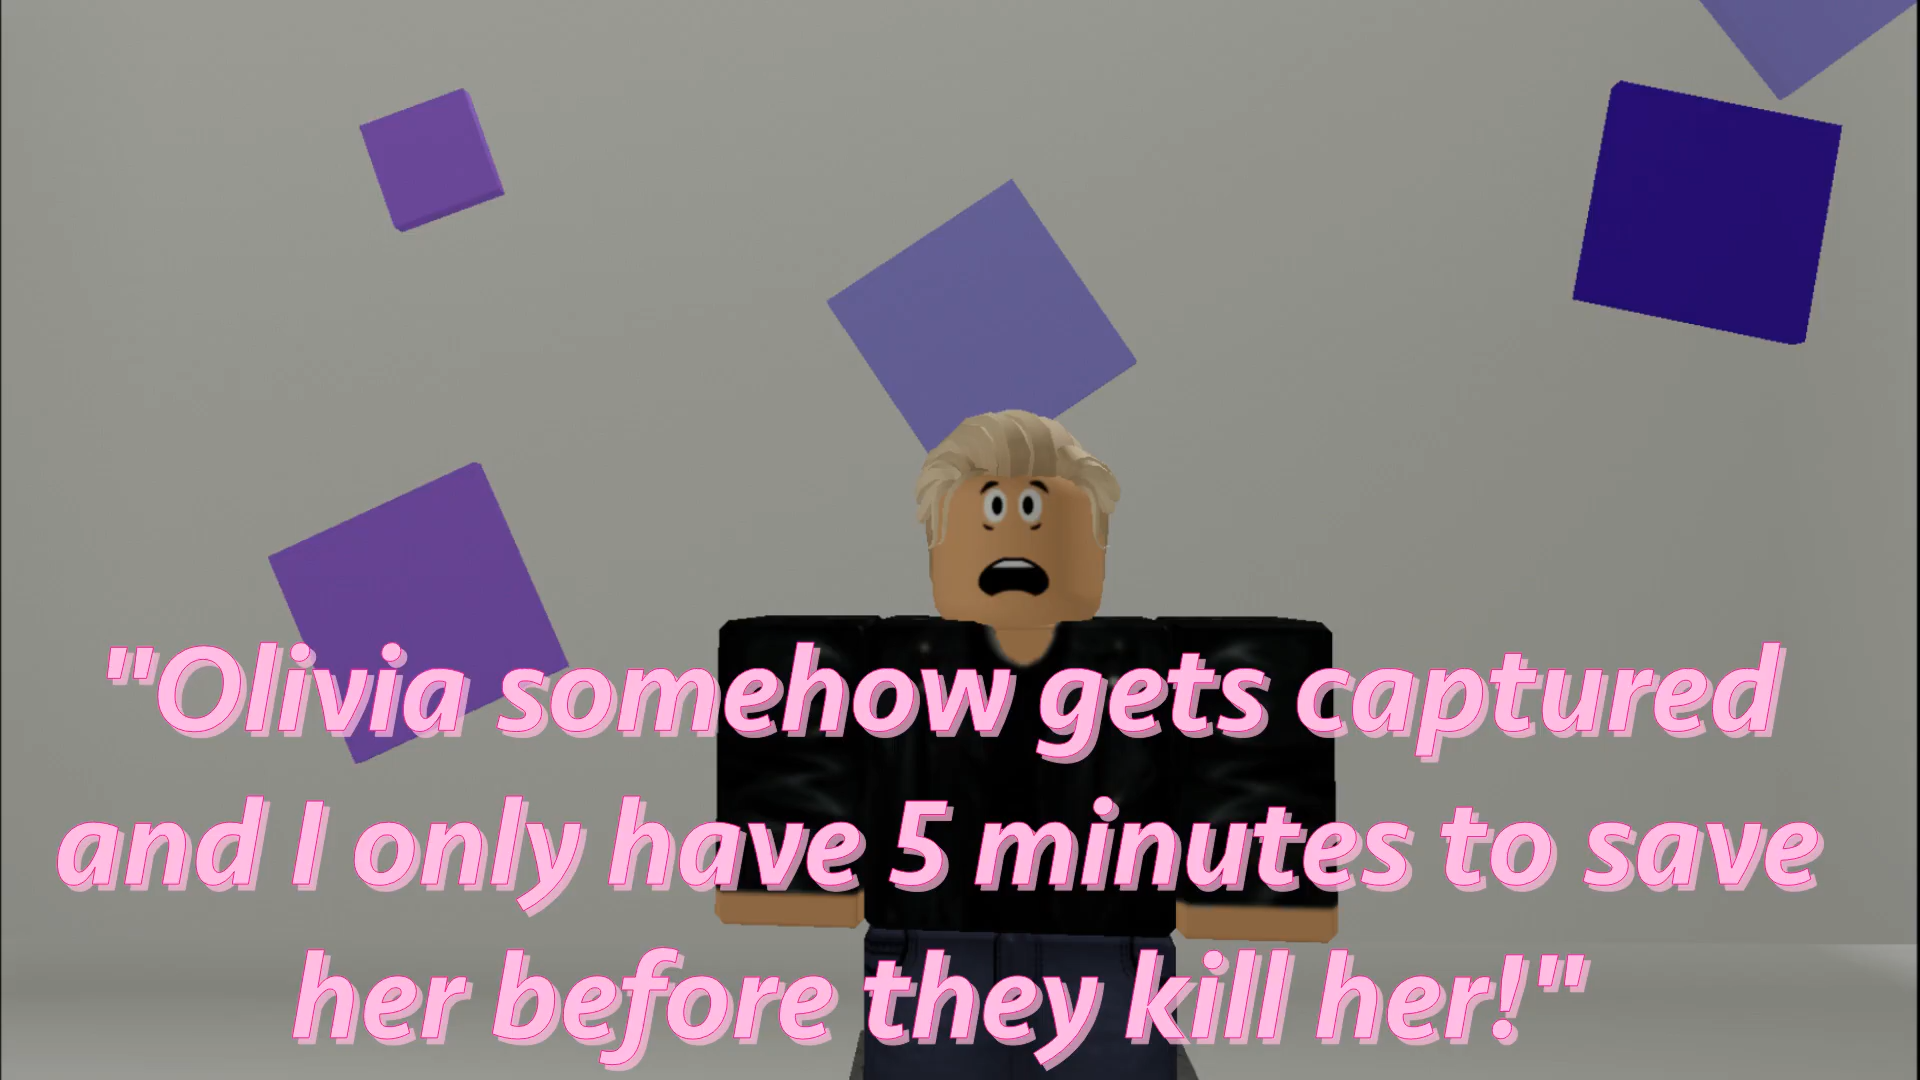 "Olivia somehow gets captured
and I only have 5 minutes to save
her before they kill her!"